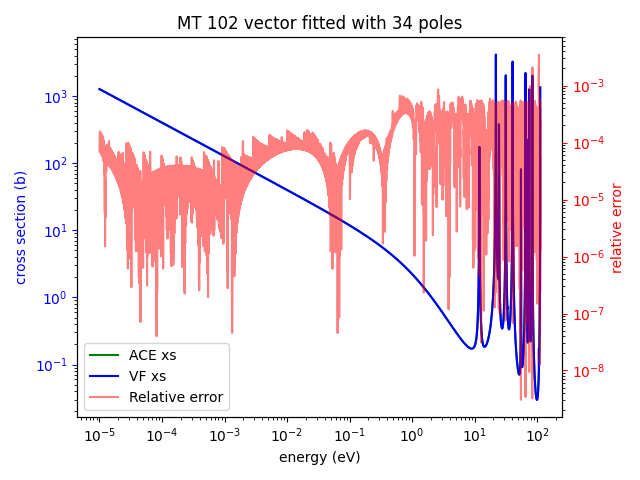 MT 102 vector fitted with 34 poles
cross section (b)
10³
10²
10¹
10⁰
10⁻¹
10⁻³
10⁻⁴
10⁻⁵
10⁻⁶
10⁻⁷
10⁻⁸
relative error
ACE xs
VF xs
Relative error
10⁻⁵ 10⁻⁴ 10⁻³ 10⁻² 10⁻¹ 10⁰ 10¹ 10²
energy (eV)